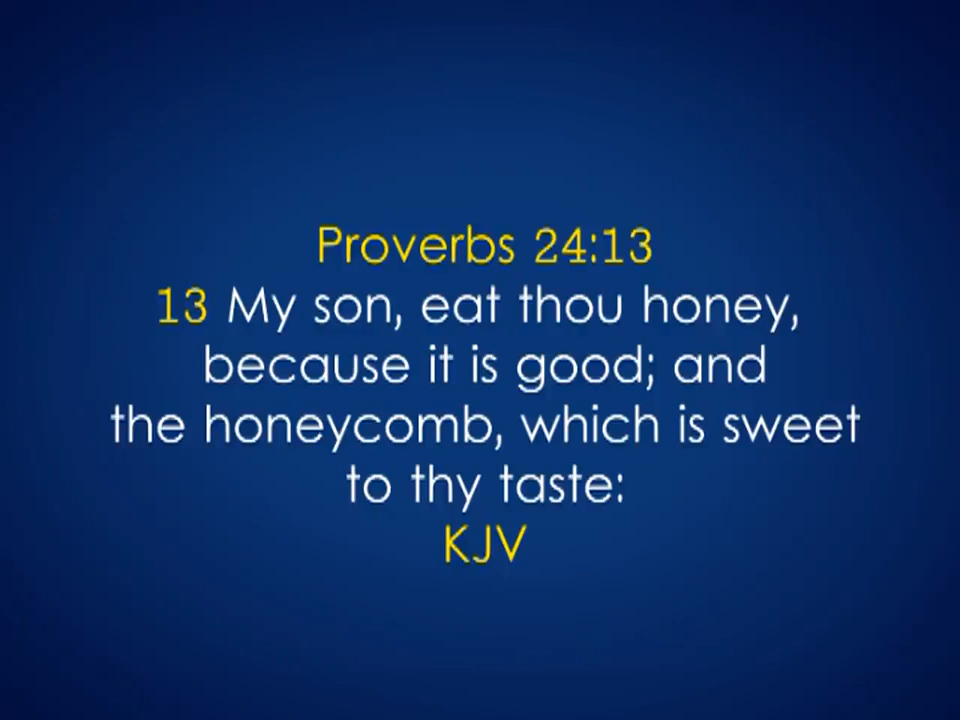 Proverbs 24:13
13 My son, eat thou honey,
because it is good; and
the honeycomb, which is sweet
to thy taste:
KJV